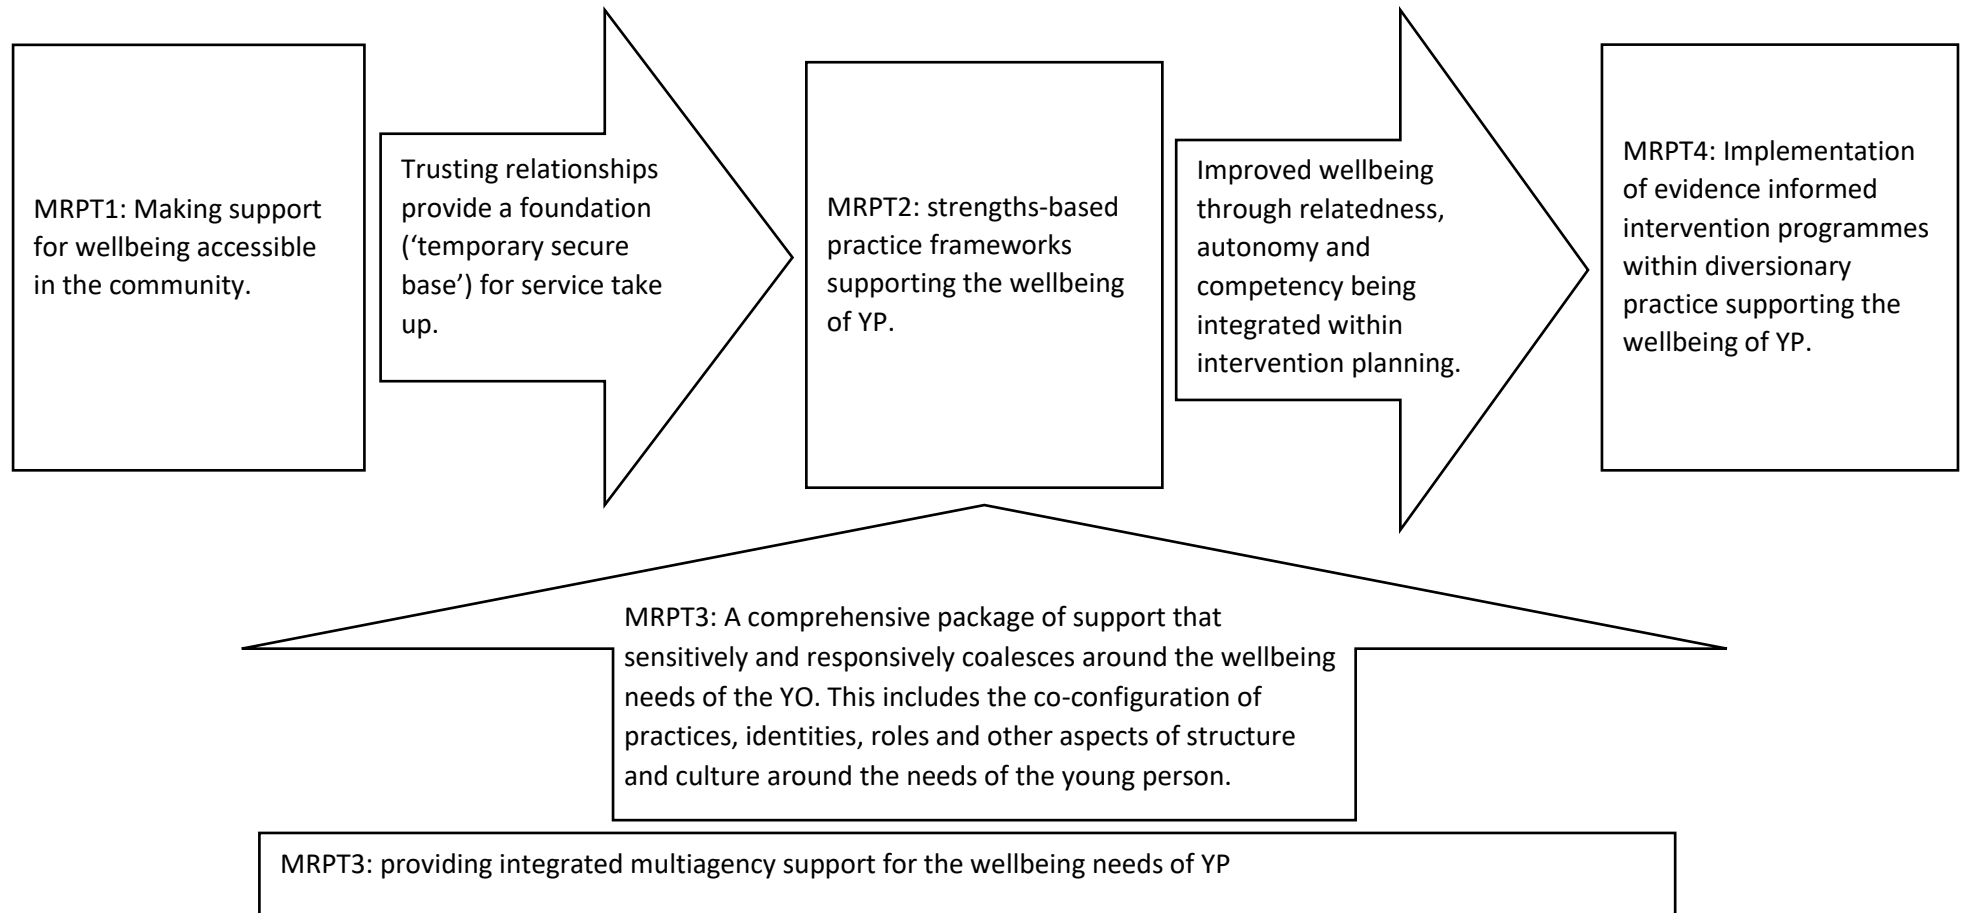 MRPT1: Making support
for wellbeing accessible
in the community.
Trusting relationships
provide a foundation
(‘temporary secure
base’) for service take
up.
MRPT2: strengths-based
practice frameworks
supporting the wellbeing
of YP.
Improved wellbeing
through relatedness,
autonomy and
competency being
integrated within
intervention planning.
MRPT4: Implementation
of evidence informed
intervention programmes
within diversionary
practice supporting the
wellbeing of YP.
MRPT3: A comprehensive package of support that
sensitively and responsively coalesces around the wellbeing
needs of the YO. This includes the co-configuration of
practices, identities, roles and other aspects of structure
and culture around the needs of the young person.
MRPT3: providing integrated multiagency support for the wellbeing needs of YP